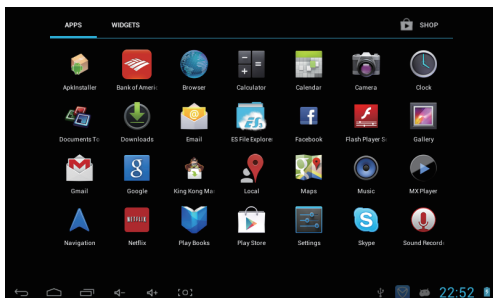 APPS WIDGETS SHOP
ApkInstaller Bank of Americ Browser Calculator Calendar Camera Clock
Documents To Downloads Email ES File Explorer Facebook Flash Player S Gallery
Gmail Google King Kong Ma Local Maps Music MX Player
Navigation NETFLIX Netflix Play Books Play Store Settings Skype Sound Record
22:52